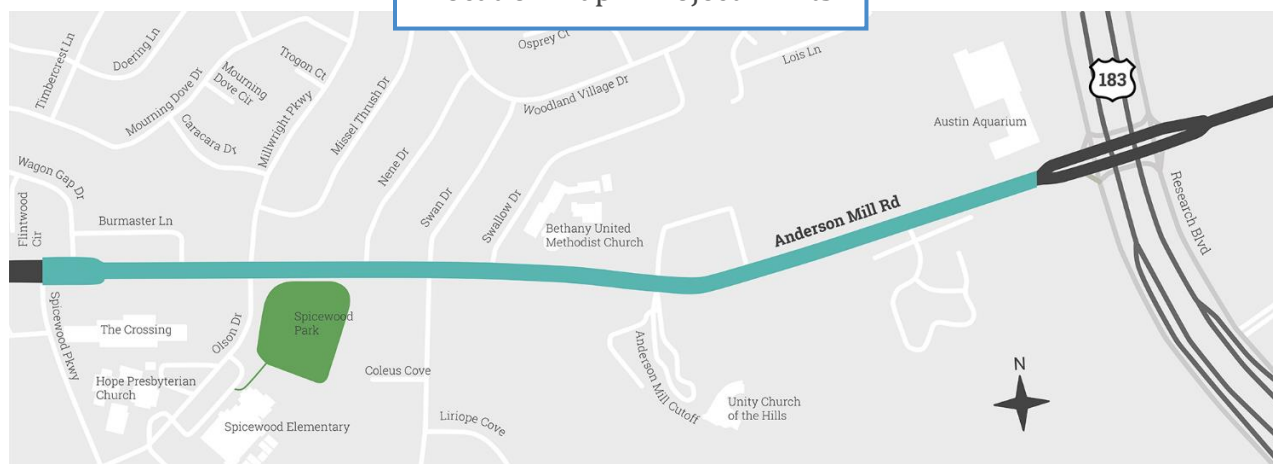 Timbercrest Ln
Doering Ln
Mourning Dove Dr
Mourning
Dove Cir
Trogon Ct
Caracara Dr
Millwright Pkwy
Missel Thrush Dr
Nene Dr
Osprey Ct
Woodland Village Dr
Lois Ln
183
Austin Aquarium
Research Blvd
Wagon Gap Dr
Flintwood
Cir
Burmaster Ln
Swan Dr
Swallow Dr
Bethany United
Methodist Church
Anderson Mill Rd
Spicewood Pkwy
The Crossing
Olson Dr
Spicewood
Park
Hope Presbyterian
Church
Coleus Cove
Spicewood Elementary
Liriope Cove
Anderson Mill Cutoff
Unity Church
of the Hills
N